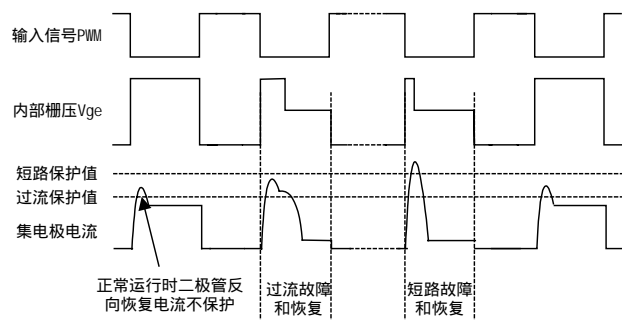 输入信号PWM
内部栅压Vge
短路保护值
过流保护值
集电极电流
正常运行时二极管反
向恢复电流不保护
过流故障
和恢复
短路故障
和恢复